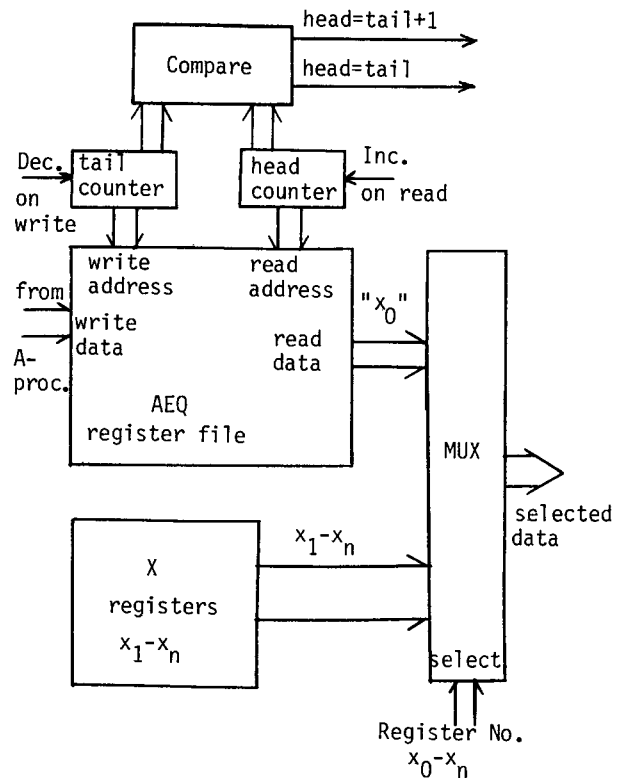 head=tail+1
Compare
head=tail
Dec.
on
write
tail
counter
head
counter
Inc.
on read
write
address
read
address
from
A-
proc.
write
data
read
data
"x₀"
AEQ
register file
MUX
selected
data
X
registers
x₁-xₙ
x₁-xₙ
select
Register No.
x₀-xₙ